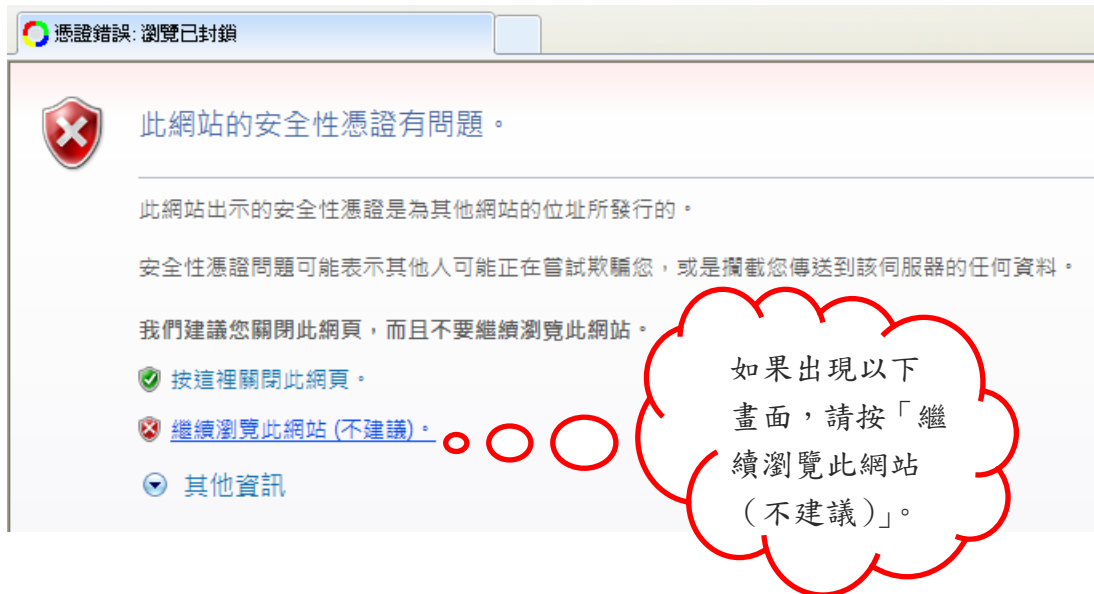 憑證錯誤: 瀏覽已封鎖
此網站的安全性憑證有問題。
此網站出示的安全性憑證是為其他網站的位址所發行的。
安全性憑證問題可能表示其他人可能正在嘗試欺騙您，或是攔截您傳送到該伺服器的任何資料。
我們建議您關閉此網頁，而且不要繼續瀏覽此網站。
按這裡關閉此網頁。
繼續瀏覽此網站 (不建議)。
其他資訊
如果出現以下
畫面，請按「繼
續瀏覽此網站
（不建議）」。